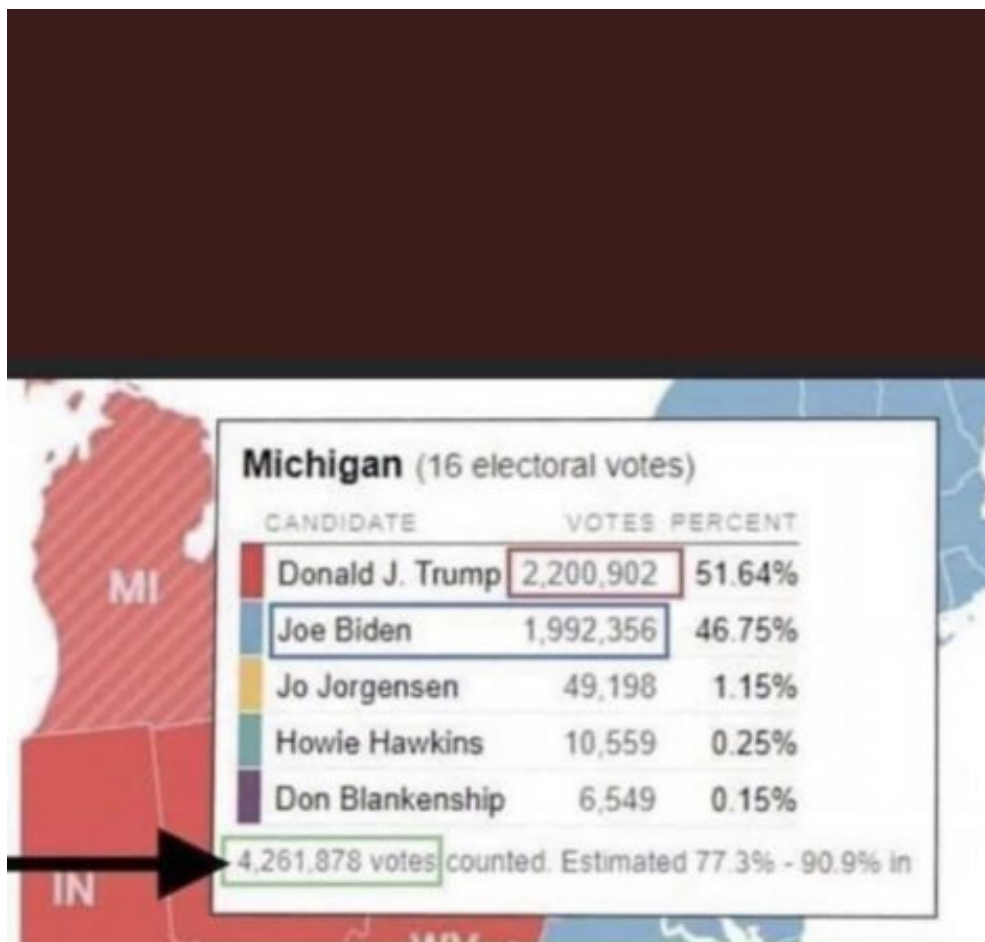 Michigan (16 electoral votes)
CANDIDATE VOTES PERCENT
Donald J. Trump 2,200,902 51.64%
MI
Joe Biden 1,992,356 46.75%
Jo Jorgensen 49,198 1.15%
Howie Hawkins 10,559 0.25%
Don Blankenship 6,549 0.15%
4,261,878 votes counted. Estimated 77.3% - 90.9% in
IN
WV